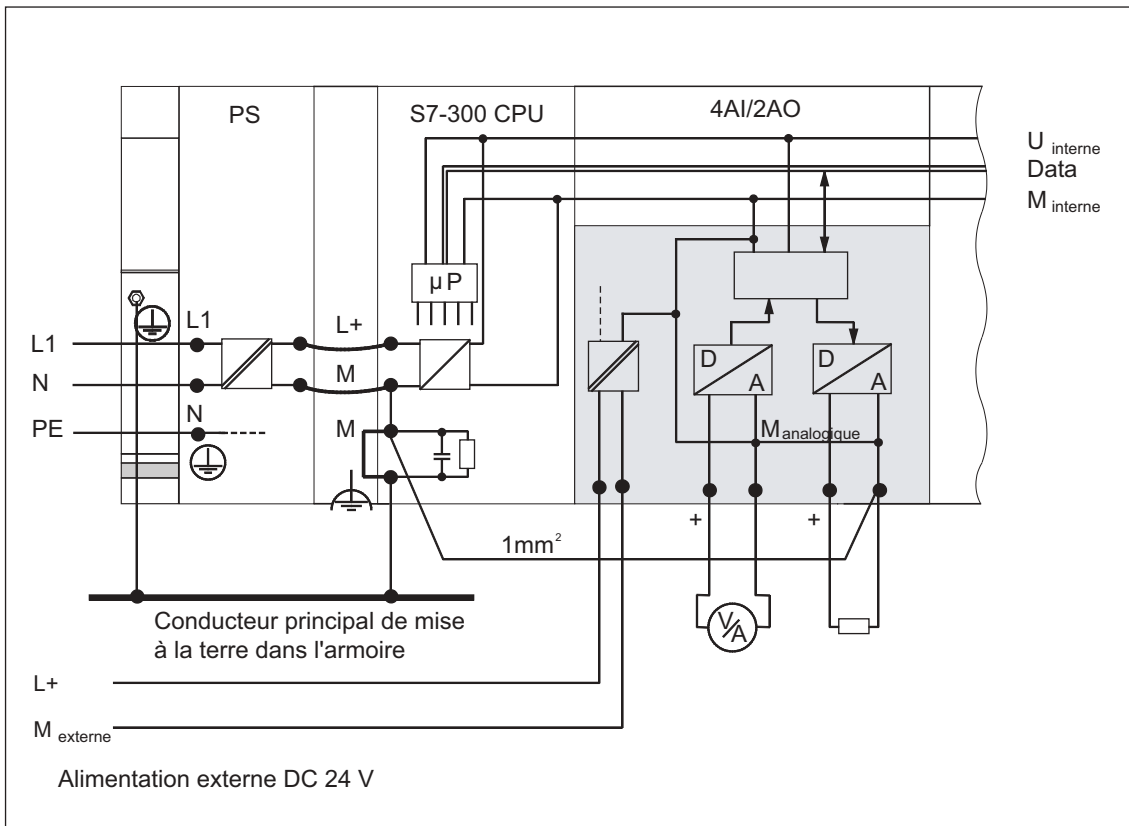 PS
S7-300 CPU
4AI/2AO
U interne
Data
M interne
µ P
L1
L+
L1
D
A
D
A
M
N
N
PE
M
M analogique
+
+
1mm²
V/A
Conducteur principal de mise
à la terre dans l'armoire
L+
M externe
Alimentation externe DC 24 V